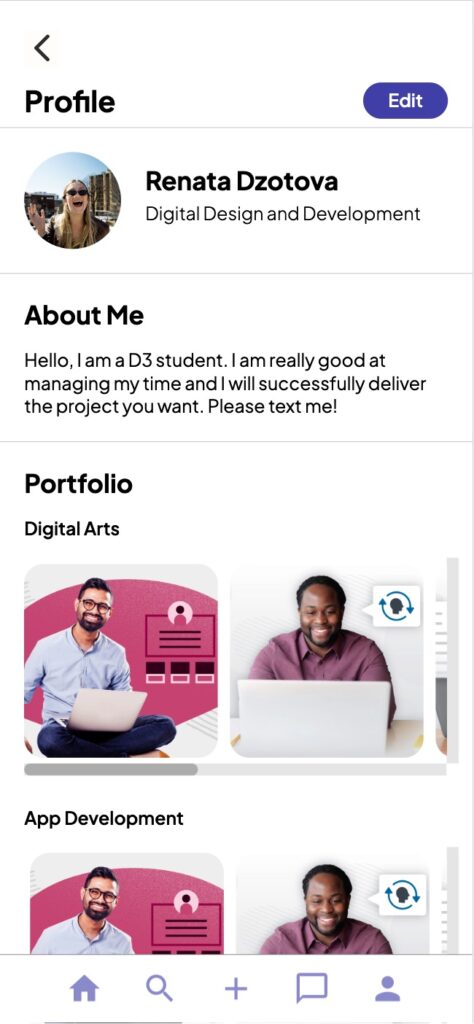 Profile
Edit
Renata Dzotova
Digital Design and Development
About Me
Hello, I am a D3 student. I am really good at
managing my time and I will successfully deliver
the project you want. Please text me!
Portfolio
Digital Arts
App Development